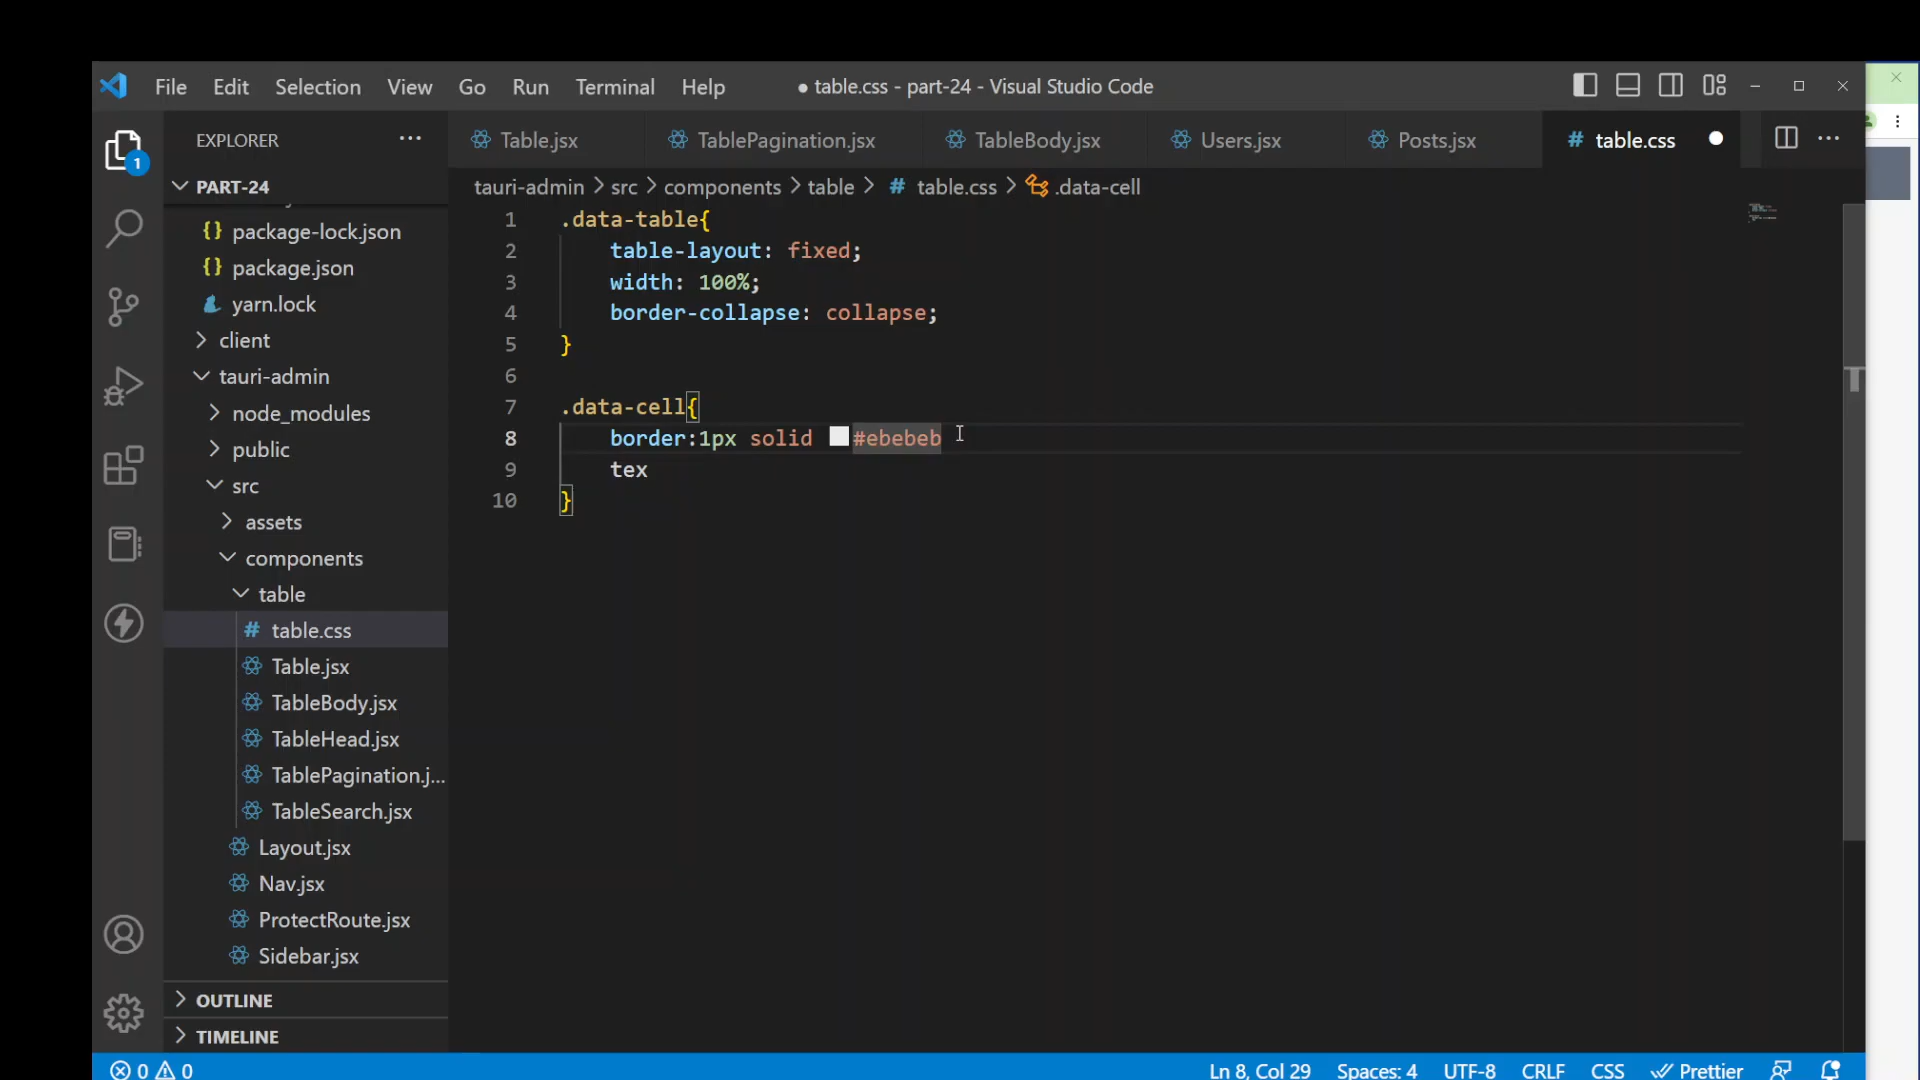 File Edit Selection View Go Run Terminal Help ● table.css - part-24 - Visual Studio Code
EXPLORER ···
Table.jsx TablePagination.jsx TableBody.jsx Users.jsx Posts.jsx # table.css ●
PART-24
tauri-admin > src > components > table > # table.css > .data-cell
{} package-lock.json
{} package.json
yarn.lock
client
tauri-admin
node_modules
public
src
assets
components
table
# table.css
Table.jsx
TableBody.jsx
TableHead.jsx
TablePagination.j...
TableSearch.jsx
Layout.jsx
Nav.jsx
ProtectRoute.jsx
Sidebar.jsx
OUTLINE
TIMELINE
1
1 .data-table{
2 table-layout: fixed;
3 width: 100%;
4 border-collapse: collapse;
5 }
6
7 .data-cell{
8 border:1px solid #ebebeb
9 tex
10 }
0 0 Ln 8, Col 29 Spaces: 4 UTF-8 CRLF CSS Prettier